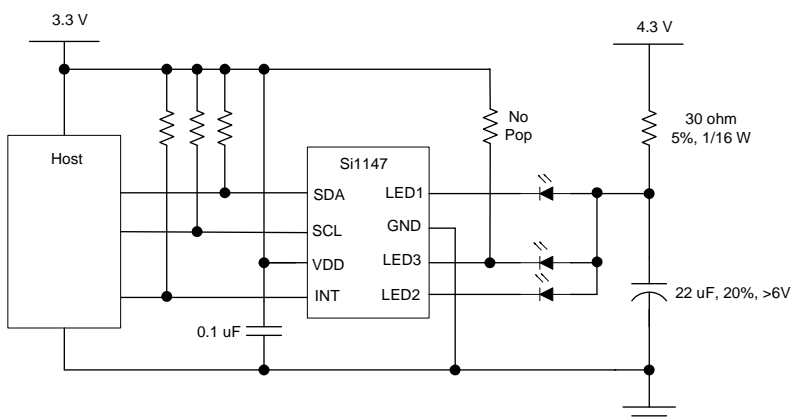 3.3 V
4.3 V
No
Pop
30 ohm
5%, 1/16 W
Host
Si1147
SDA
LED1
SCL
GND
VDD
LED3
INT
LED2
0.1 uF
22 uF, 20%, >6V